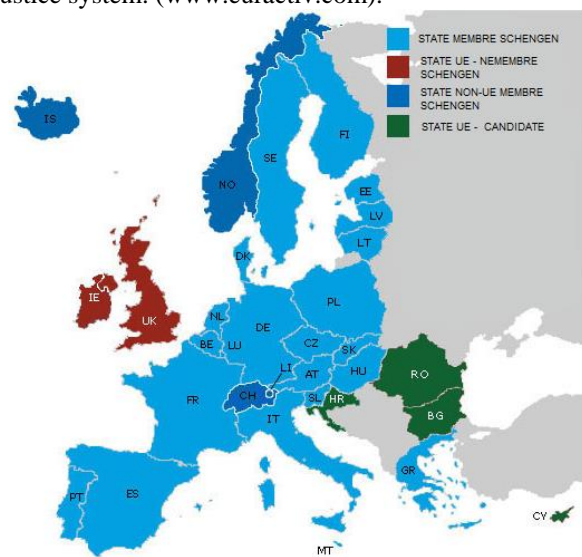 ustice system. (www.euractiv.com).
STATE MEMBRE SCHENGEN
STATE UE - NEMEMBRE
SCHENGEN
STATE NON-UE MEMBRE
SCHENGEN
STATE UE - CANDIDATE
IS
FI
SE
NO
EE
LV
LT
DK
IE
UK
PL
NL
DE
BE
LU
CZ
SK
LI
AT
HU
RO
CH
FR
SL
HR
IT
BG
PT
ES
GR
CY
MT